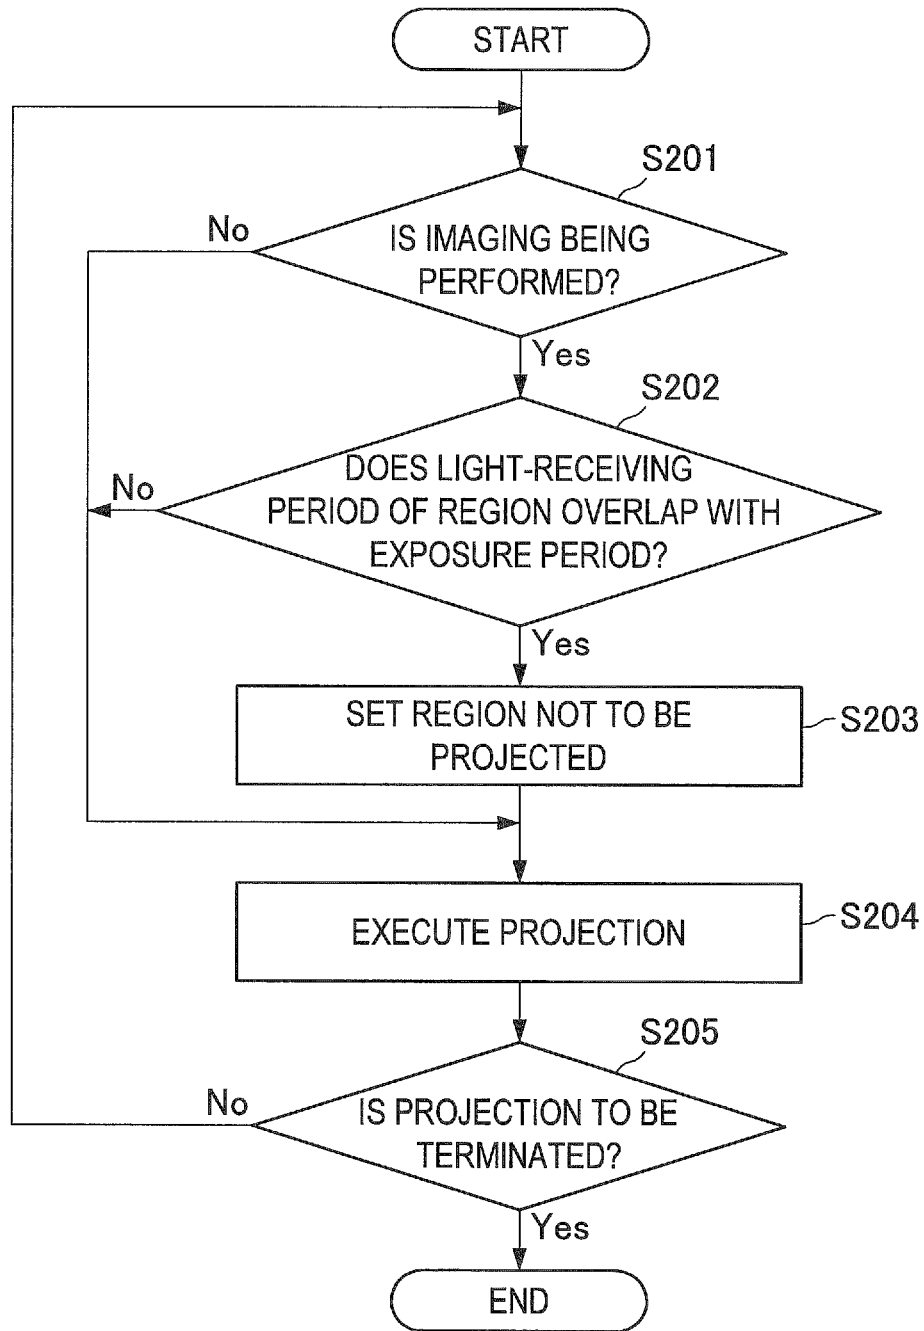 START
S201
No
IS IMAGING BEING
PERFORMED?
Yes
S202
No
DOES LIGHT-RECEIVING
PERIOD OF REGION OVERLAP WITH
EXPOSURE PERIOD?
Yes
SET REGION NOT TO BE
PROJECTED
S203
EXECUTE PROJECTION
S204
S205
No
IS PROJECTION TO BE
TERMINATED?
Yes
END